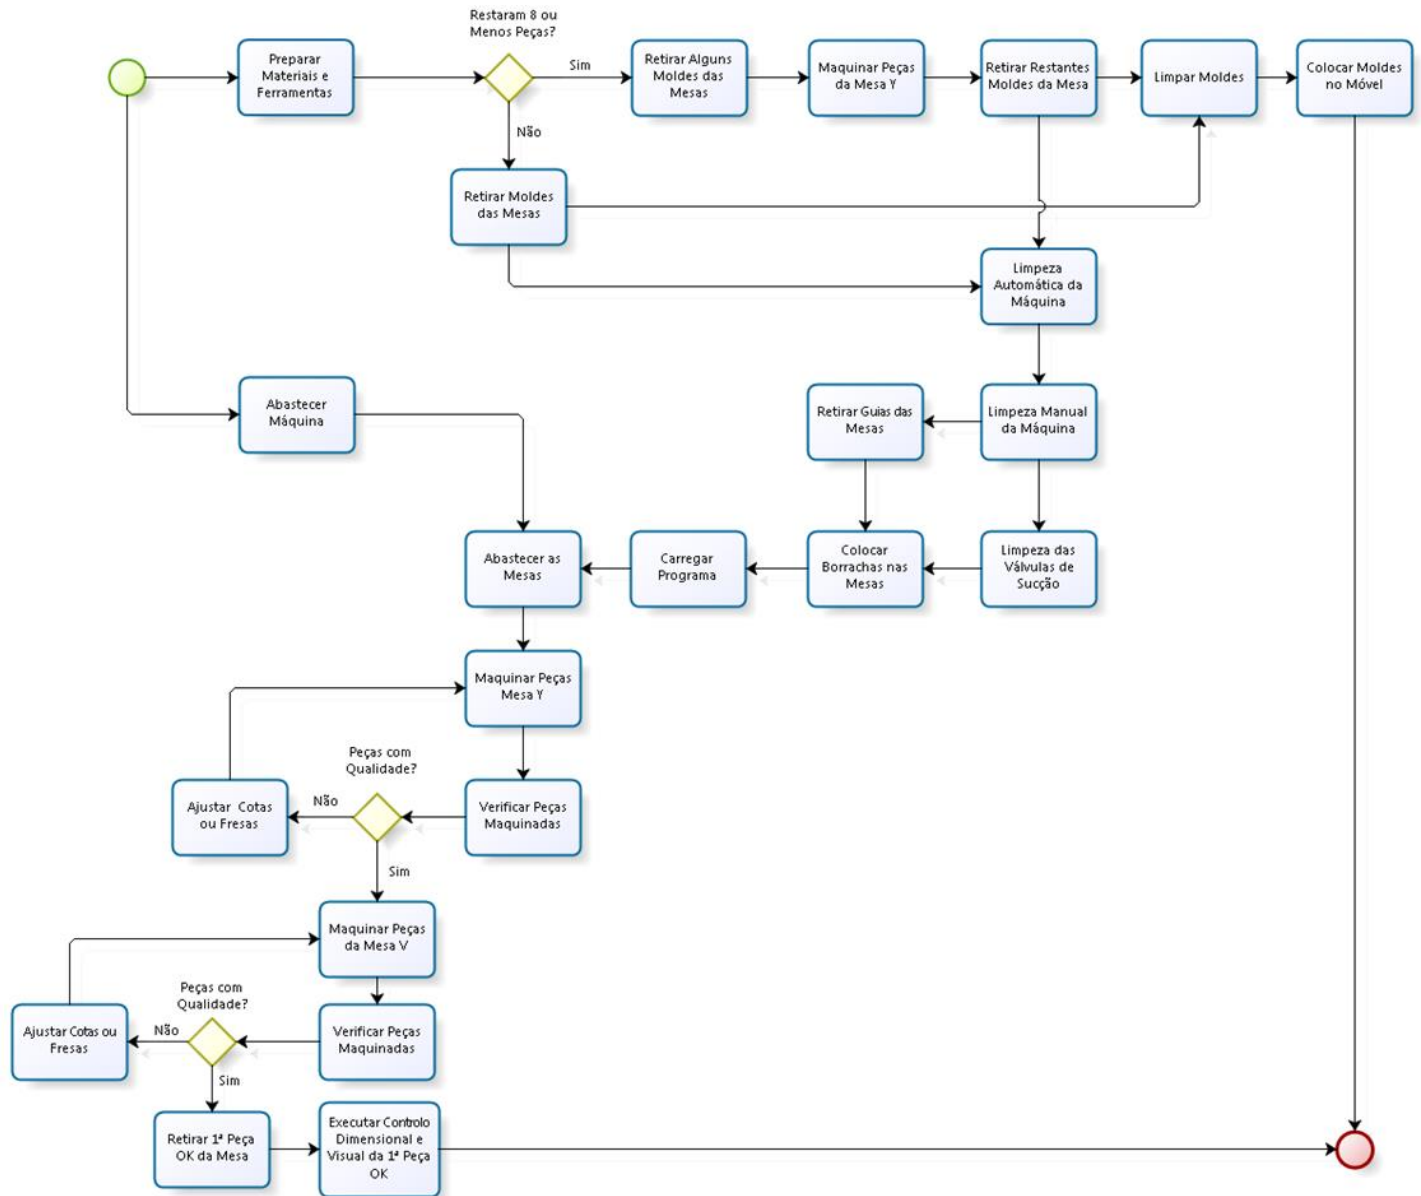 Restaram 8 ou
Menos Peças?
Preparar
Materiais e
Ferramentas
Sim
Retirar Alguns
Moldes das
Mesas
Maquinar Peças
da Mesa Y
Retirar Restantes
Moldes da Mesa
Limpar Moldes
Colocar Moldes
no Móvel
Não
Retirar Moldes
das Mesas
Limpeza
Automática da
Máquina
Abastecer
Máquina
Retirar Guias das
Mesas
Limpeza Manual
da Máquina
Abastecer as
Mesas
Carregar
Programa
Colocar
Borrachas nas
Mesas
Limpeza das
Válvulas de
Sucção
Maquinar Peças
Mesa Y
Peças com
Qualidade?
Ajustar Cotas
ou Fresas
Não
Verificar Peças
Maquinadas
Sim
Maquinar Peças
da Mesa V
Peças com
Qualidade?
Ajustar Cotas ou
Fresas
Não
Verificar Peças
Maquinadas
Sim
Retirar 1ª Peça
OK da Mesa
Executar Controlo
Dimensional e
Visual da 1ª Peça
OK